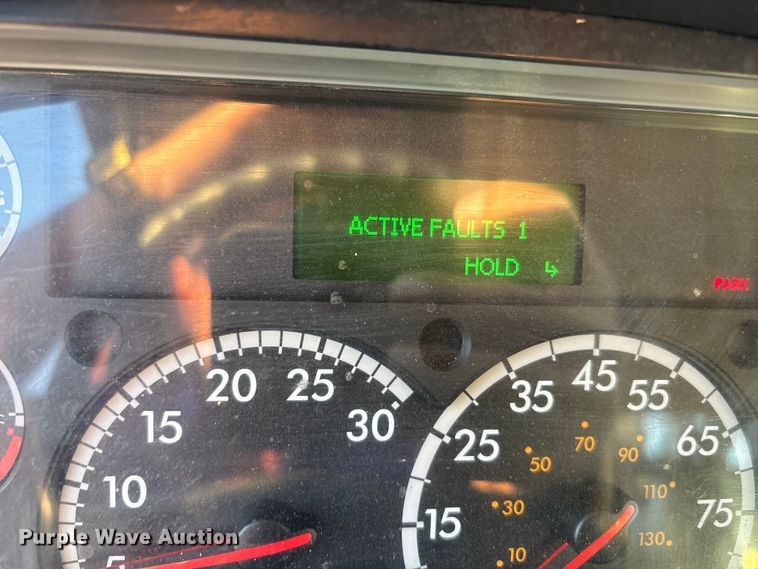 ACTIVE FAULTS 1
HOLD 4
PARK
5 10 15 20 25 30
15 25 35 45 55 65 75
10 30 50 70 90 110 130
Purple Wave Auction